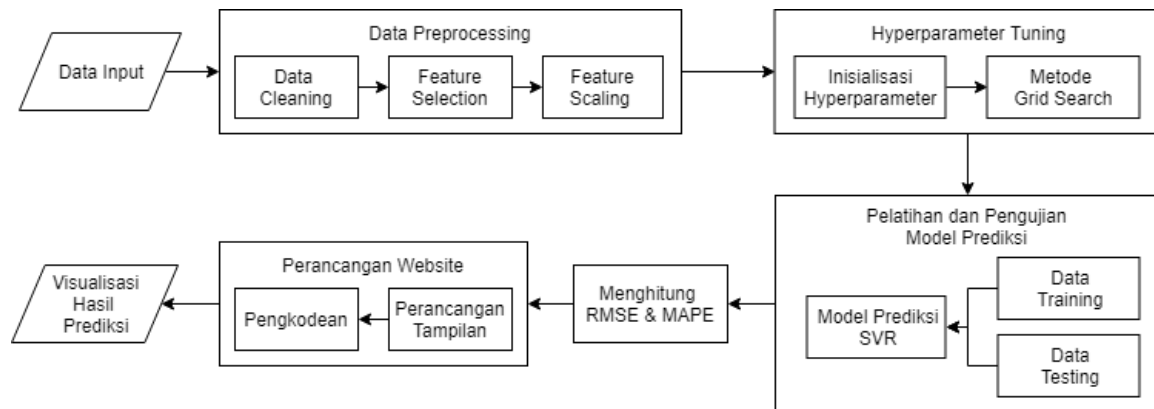 Data Input
Data Preprocessing
Data
Cleaning
Feature
Selection
Feature
Scaling
Hyperparameter Tuning
Inisialisasi
Hyperparameter
Metode
Grid Search
Pelatihan dan Pengujian
Model Prediksi
Data
Training
Data
Testing
Model Prediksi
SVR
Menghitung
RMSE & MAPE
Perancangan Website
Perancangan
Tampilan
Pengkodean
Visualisasi
Hasil
Prediksi